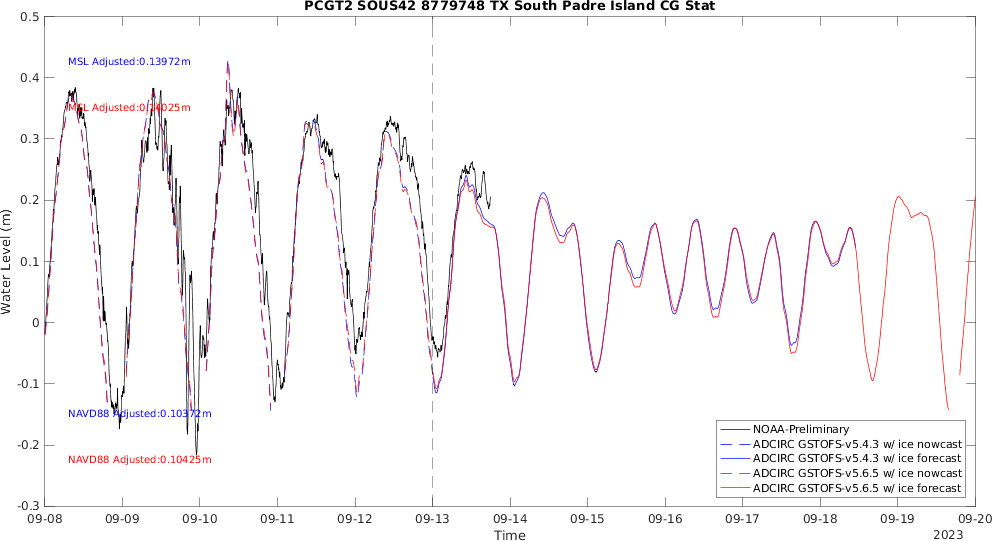 PCGT2 SOUS42 8779748 TX South Padre Island CG Stat
0.5
0.4
0.3
0.2
0.1
0
-0.1
-0.2
-0.3
Water Level (m)
MSL Adjusted:0.13972m
MSL Adjusted:0.14025m
NAVD88 Adjusted:0.10372m
NAVD88 Adjusted:0.10425m
NOAA-Preliminary
ADCIRC GSTOFS-v5.4.3 w/ ice nowcast
ADCIRC GSTOFS-v5.4.3 w/ ice forecast
ADCIRC GSTOFS-v5.6.5 w/ ice nowcast
ADCIRC GSTOFS-v5.6.5 w/ ice forecast
09-08 09-09 09-10 09-11 09-12 09-13 09-14 09-15 09-16 09-17 09-18 09-19 09-20
Time
2023